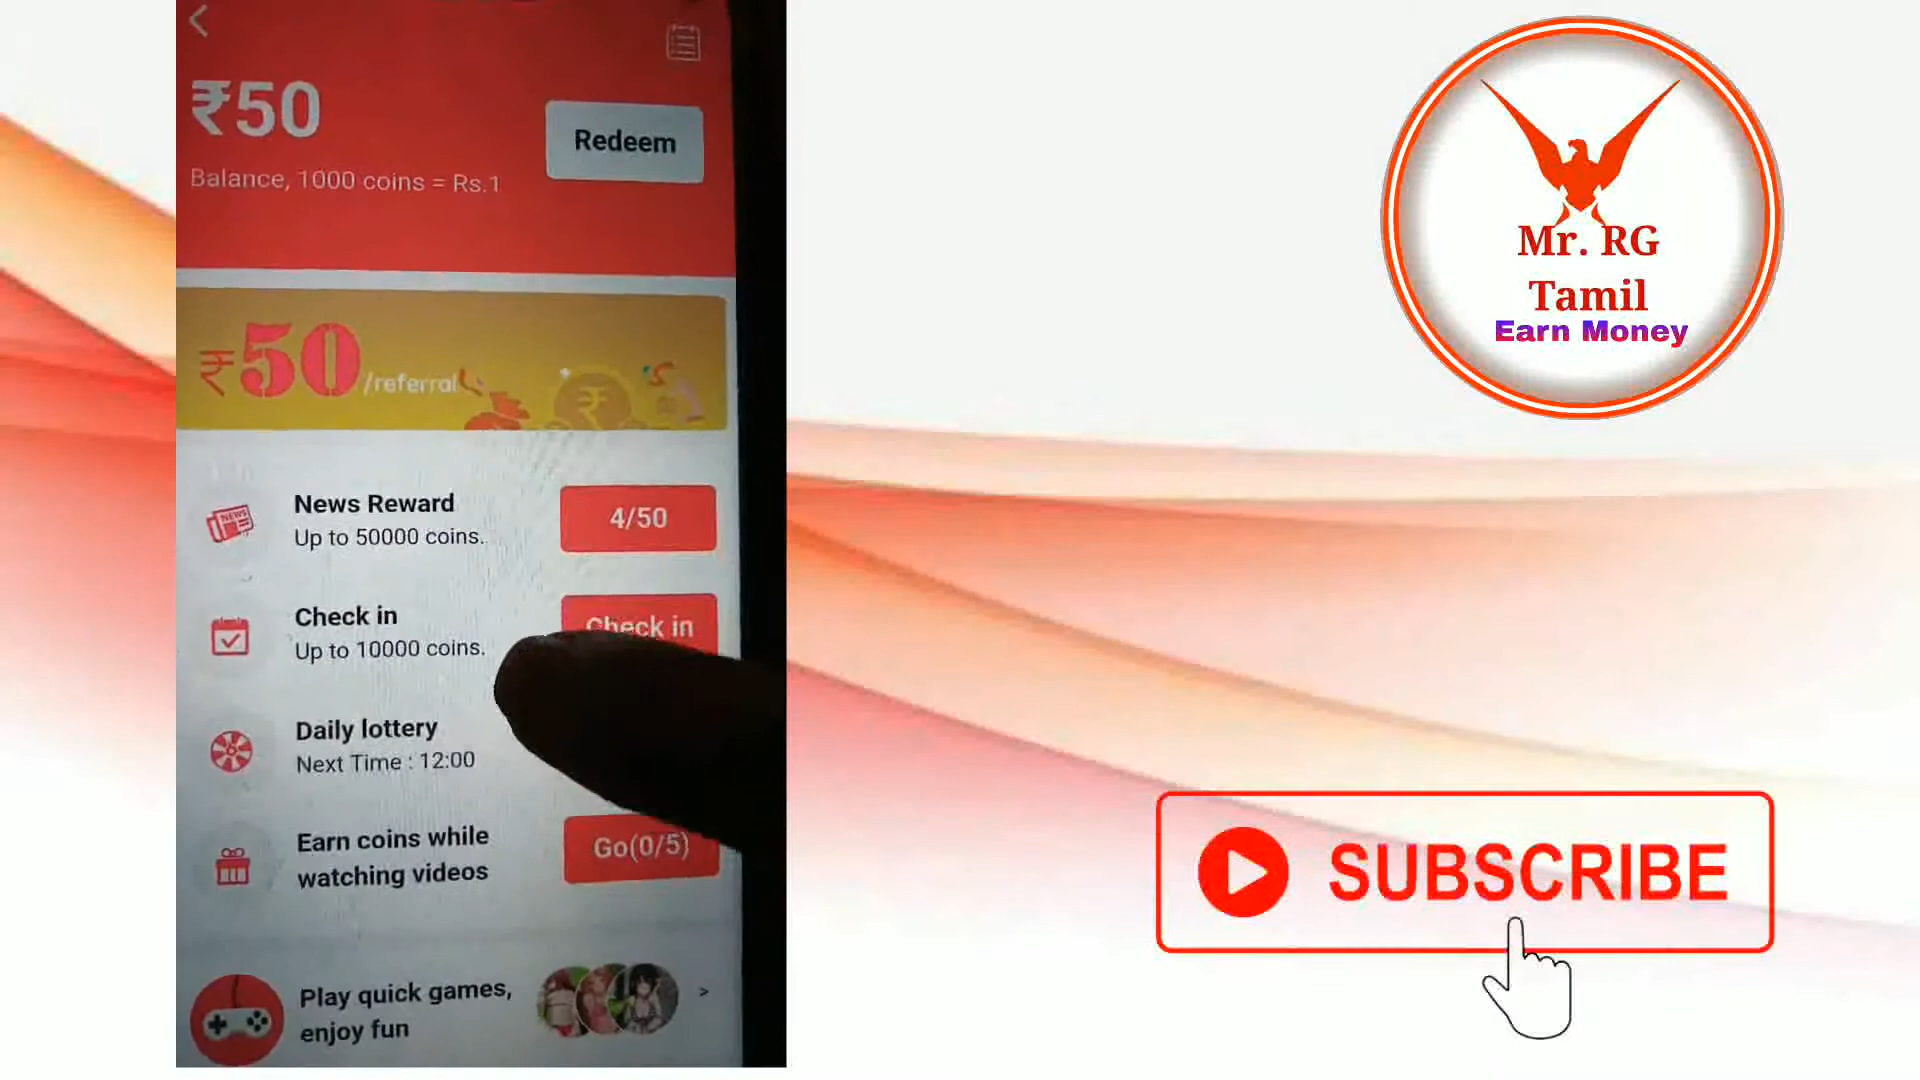 ₹50
Redeem
Balance, 1000 coins = Rs.1
₹50/referral
News Reward
Up to 50000 coins.
4/50
Check in
Up to 10000 coins.
Check in
Daily lottery
Next Time : 12:00
Earn coins while
watching videos
Go(0/5)
Play quick games,
enjoy fun
>
Mr. RG
Tamil
Earn Money
SUBSCRIBE
NEWS